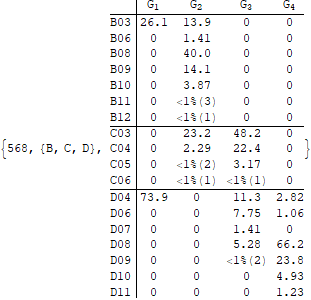 G1 G2 G3 G4
B03 26.1 13.9 0 0
B06 0 1.41 0 0
B08 0 40.0 0 0
B09 0 14.1 0 0
B10 0 3.87 0 0
B11 0 <1%(3) 0 0
B12 0 <1%(1) 0 0
C03 0 23.2 48.2 0
{568, {B, C, D}, C04 0 2.29 22.4 0 }
C05 0 <1%(2) 3.17 0
C06 0 <1%(1) <1%(1) 0
D04 73.9 0 11.3 2.82
D06 0 0 7.75 1.06
D07 0 0 1.41 0
D08 0 0 5.28 66.2
D09 0 0 <1%(2) 23.8
D10 0 0 0 4.93
D11 0 0 0 1.23